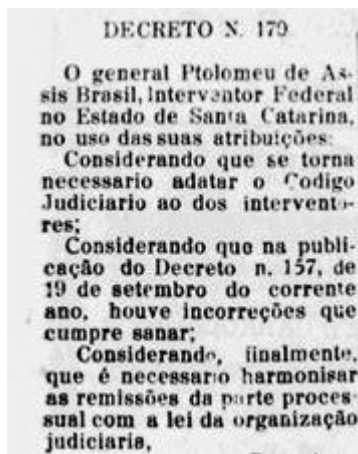 DECRETO N. 179
O general Ptolomeu de As-
sis Brasil, Interventor Federal
no Estado de Santa Catarina,
no uso das suas atribuições:
Considerando que se torna
necessario adatar o Codigo
Judiciario ao dos intervento-
res;
Considerando que na publi-
cação do Decreto n. 157, de
19 de setembro do corrente
ano, houve incorreções que
cumpre sanar;
Considerando, finalmente,
que é necessario harmonisar
as remissões da parte proces-
sual com a lei da organização
judiciaria,